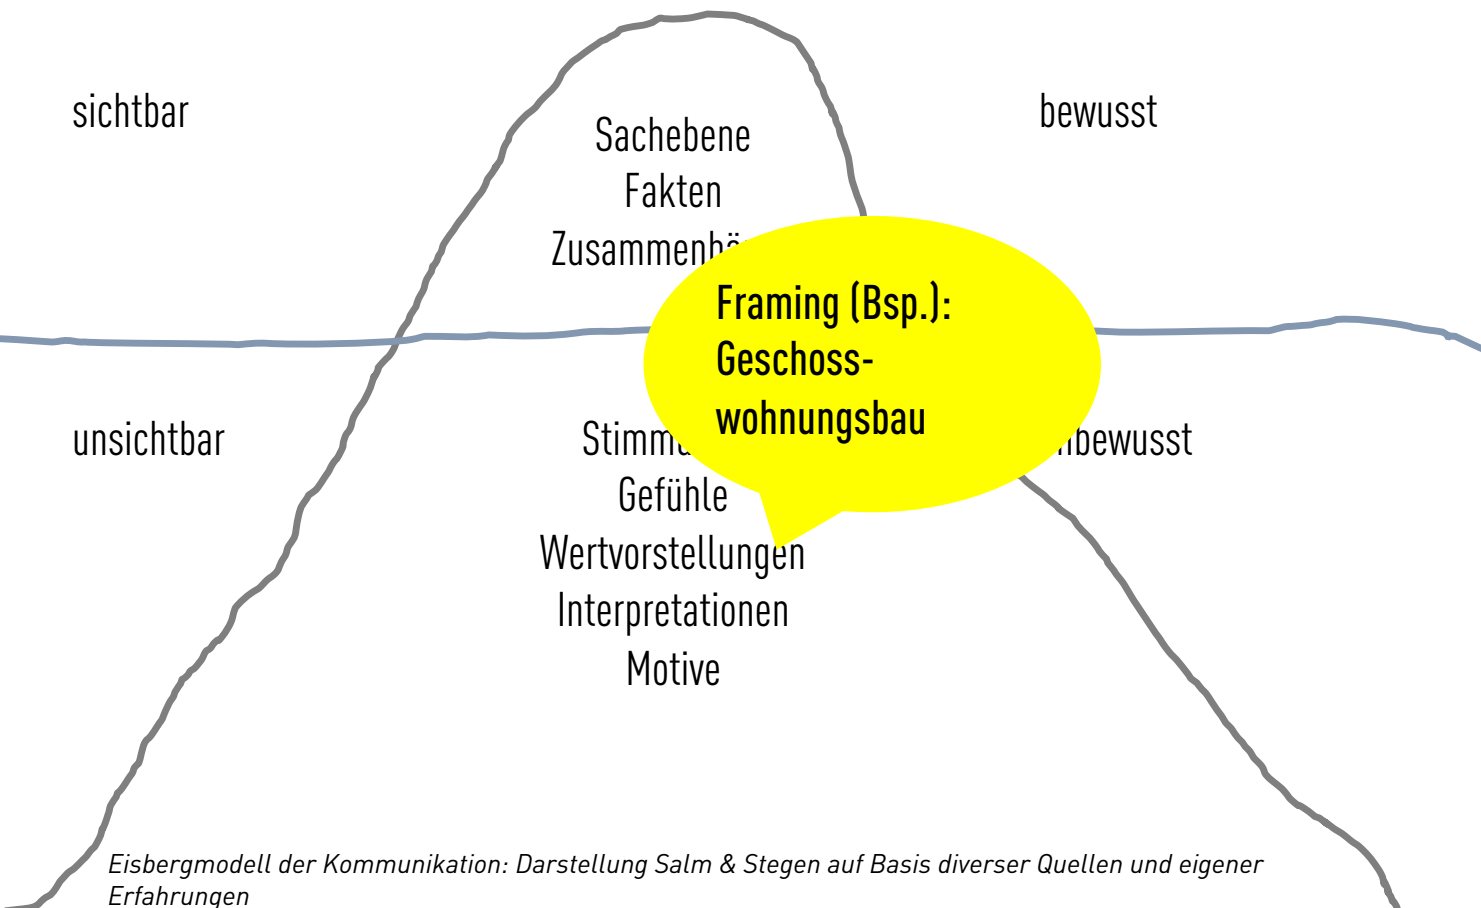 sichtbar
bewusst
Sachebene
Fakten
Framing (Bsp.):
Geschoss-
wohnungsbau
unsichtbar
Gefühle
Wertvorstellungen
Interpretationen
Motive
Eisbergmodell der Kommunikation: Darstellung Salm & Stegen auf Basis diverser Quellen und eigener
Erfahrungen